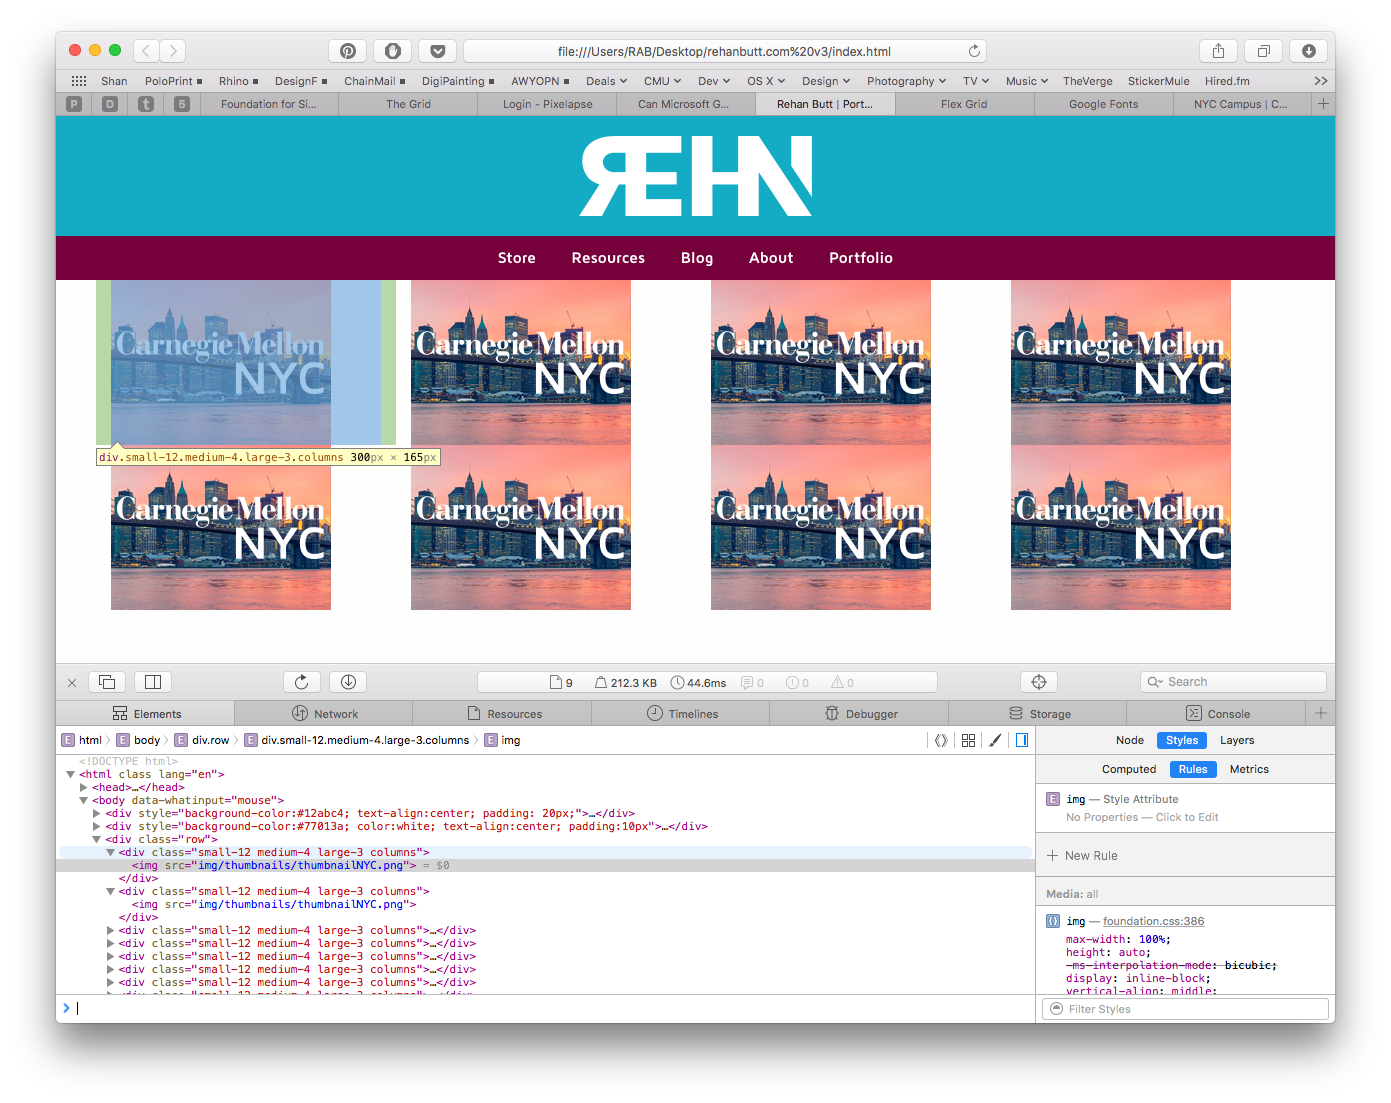 file:///Users/RAB/Desktop/rehanbutt.com%20v3/index.html
Shan PoloPrint Rhino DesignF ChainMail DigiPainting AWYOPN Deals CMU Dev OS X Design Photography TV Music TheVerge StickerMule Hired.fm >>
P D t 5 Foundation for Si... The Grid Login - Pixelapse Can Microsoft G... Rehan Butt | Port... Flex Grid Google Fonts NYC Campus | C... +
REHN
Store Resources Blog About Portfolio
Carnegie Mellon Carnegie Mellon Carnegie Mellon Carnegie Mellon
NYC NYC NYC NYC
div.small-12.medium-4.large-3.columns 300px × 165px
Carnegie Mellon Carnegie Mellon Carnegie Mellon Carnegie Mellon
NYC NYC NYC NYC
9 212.3 KB 44.6ms 0 0 0 Search
Elements Network Resources Timelines Debugger Storage Console +
E html E body E div.row E div.small-12.medium-4.large-3.columns E img
Node Styles Layers
<!DOCTYPE html>
<html class lang="en">
<head>…</head>
<body data-whatinput="mouse">
<div style="background-color:#12abc4; text-align:center; padding: 20px;">…</div>
<div style="background-color:#77013a; color:white; text-align:center; padding:10px">…</div>
<div class="row">
<div class="small-12 medium-4 large-3 columns">
<img src="img/thumbnails/thumbnailNYC.png"> = $0
</div>
<div class="small-12 medium-4 large-3 columns">
<img src="img/thumbnails/thumbnailNYC.png">
</div>
<div class="small-12 medium-4 large-3 columns">…</div>
<div class="small-12 medium-4 large-3 columns">…</div>
<div class="small-12 medium-4 large-3 columns">…</div>
<div class="small-12 medium-4 large-3 columns">…</div>
<div class="small-12 medium-4 large-3 columns">…</div>
<div class="small-12 medium-4 large-3 columns">…</div>
Computed Rules Metrics
E img — Style Attribute
No Properties — Click to Edit
+ New Rule
Media: all
img — foundation.css:386
max-width: 100%;
height: auto;
-ms-interpolation-mode: bicubic;
display: inline-block;
vertical-align: middle;
>
Filter Styles